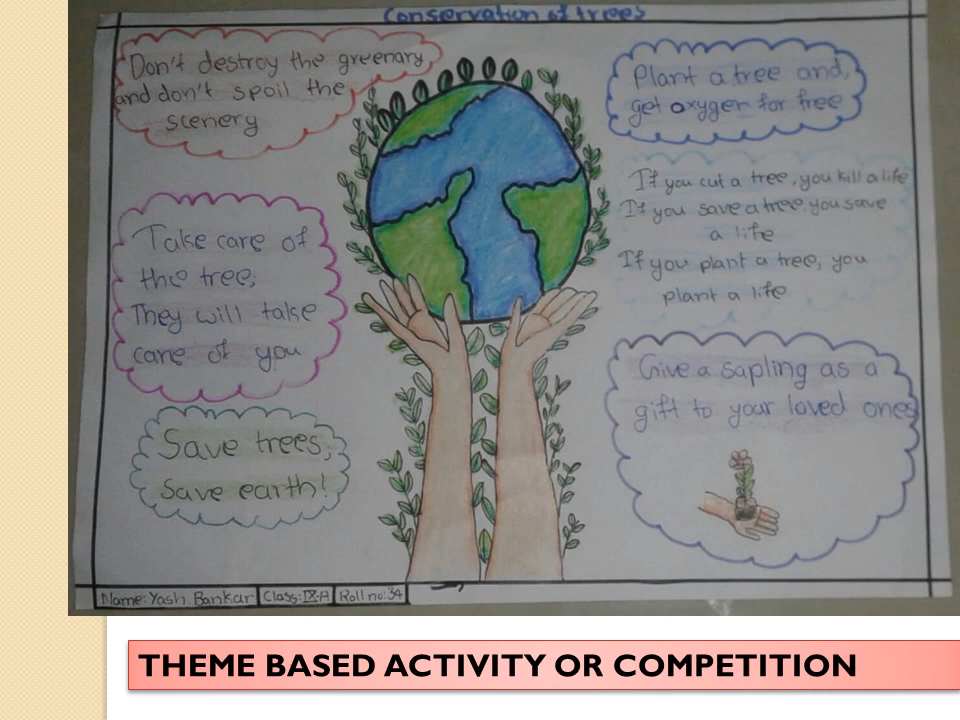 Conservation of trees
Don't destroy the greenary
and don't spoil the
scenery
Plant a tree and,
get oxygen for free
Take care of
the tree;
They will take
care of you
If you cut a tree, you kill a life
If you save a tree, you save
a life
If you plant a tree, you
plant a life
Save trees,
save earth!
Give a sapling as a
gift to your loved ones
Name: Yash Bankar Class: IX-A Roll no: 34
THEME BASED ACTIVITY OR COMPETITION